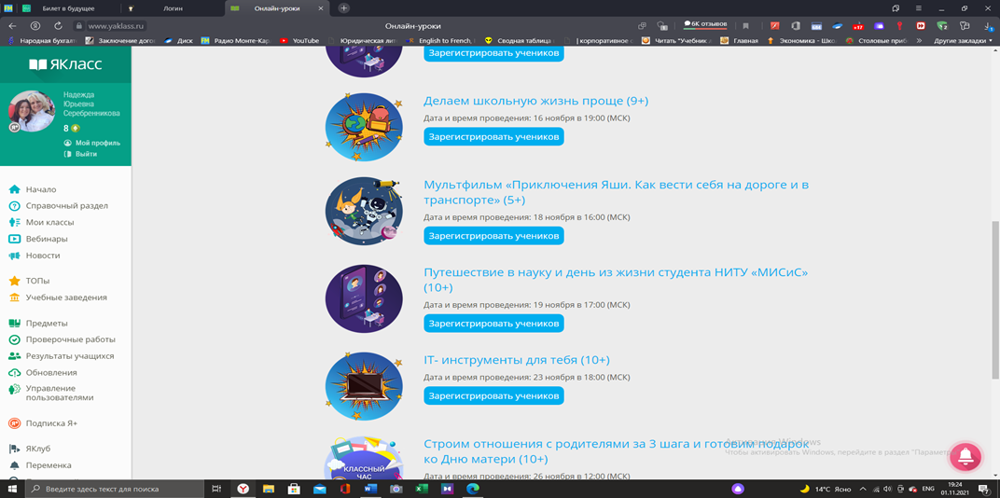 Билет в будущее
Логин
Онлайн-уроки
www.yaklass.ru
Онлайн-уроки
6К отзывов
+17
Народная бухгал
Заключение догов
Диск
Радио Монте-Кар
YouTube
Юридическая лит
English to French,
Сводная таблица
| корпоративное
Читать "Учебник
Главная
Экономика - Шко
Столовые приб
»
Другие закладки
ЯКласс
Надежда
Юрьевна
Серебренникова
8
Мой профиль
Выйти
Начало
Справочный раздел
Мои классы
Вебинары
Новости
ТОПы
Учебные заведения
Предметы
Проверочные работы
Результаты учащихся
Обновления
Управление
пользователями
Подписка Я+
ЯКлуб
Переменка
Зарегистрировать учеников
Делаем школьную жизнь проще (9+)
Дата и время проведения: 16 ноября в 19:00 (МСК)
Зарегистрировать учеников
Мультфильм «Приключения Яши. Как вести себя на дороге и в
транспорте» (5+)
Дата и время проведения: 18 ноября в 16:00 (МСК)
Зарегистрировать учеников
Путешествие в науку и день из жизни студента НИТУ «МИСиС»
(10+)
Дата и время проведения: 19 ноября в 17:00 (МСК)
Зарегистрировать учеников
IT- инструменты для тебя (10+)
Дата и время проведения: 23 ноября в 18:00 (МСК)
Зарегистрировать учеников
КЛАССНЫЙ
ЧАС
Строим отношения с родителями за 3 шага и готовим подарок
ко Дню матери (10+)
Дата и время проведения: 26 ноября в 12:00 (МСК)
Активация Windows
Чтобы активировать Windows, перейдите в раздел "Парамет
Введите здесь текст для поиска
14°C Ясно
ENG
19:24
01.11.2021